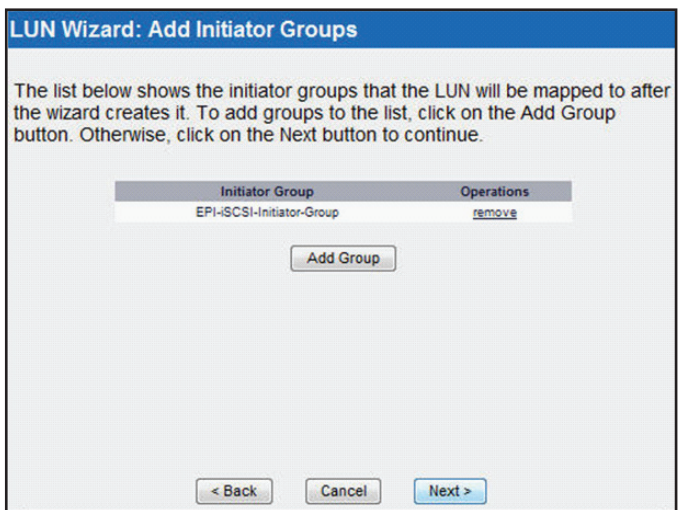 LUN Wizard: Add Initiator Groups
The list below shows the initiator groups that the LUN will be mapped to after
the wizard creates it. To add groups to the list, click on the Add Group
button. Otherwise, click on the Next button to continue.
Initiator Group Operations
EPI-iSCSI-Initiator-Group remove
Add Group
< Back Cancel Next >